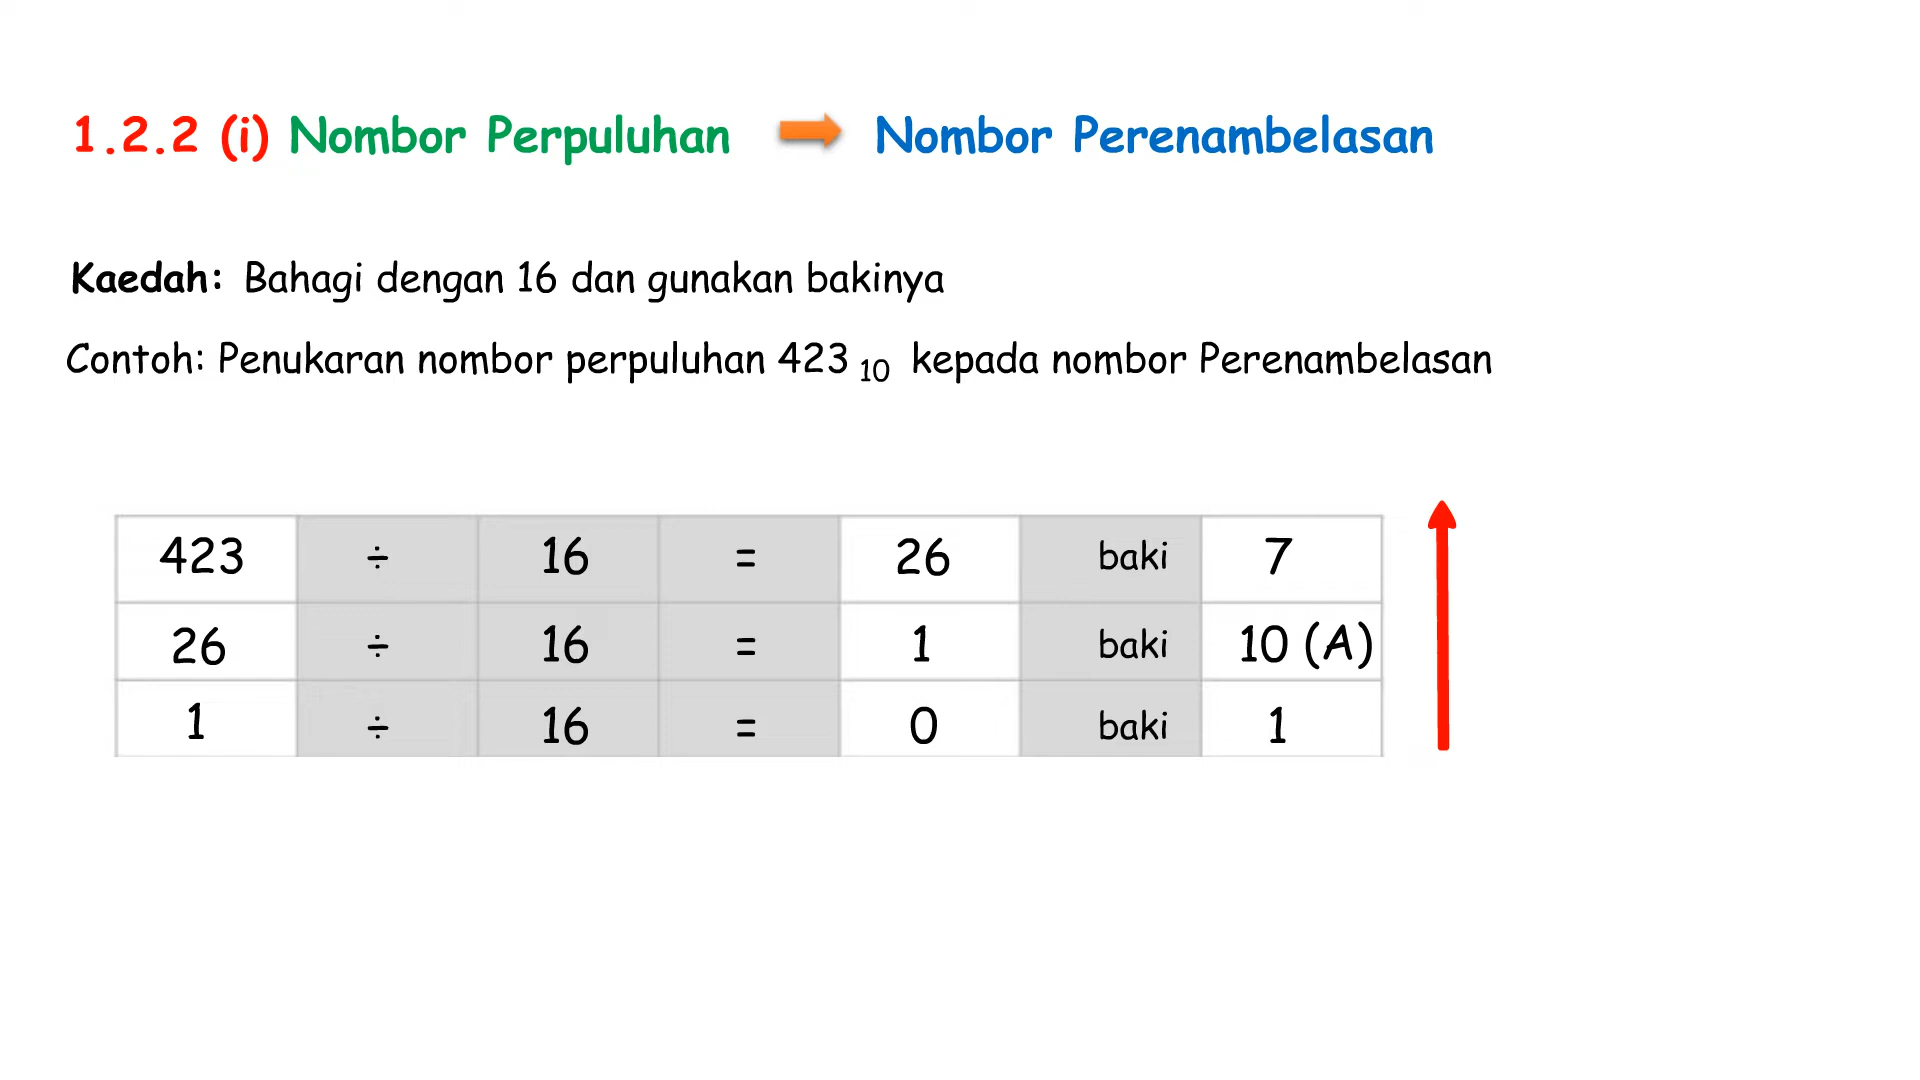 1.2.2 (i) Nombor Perpuluhan Nombor Perenambelasan
Kaedah: Bahagi dengan 16 dan gunakan bakinya
Contoh: Penukaran nombor perpuluhan 423 10 kepada nombor Perenambelasan
423 ÷ 16 = 26 baki 7
26 ÷ 16 = 1 baki 10 (A)
1 ÷ 16 = 0 baki 1